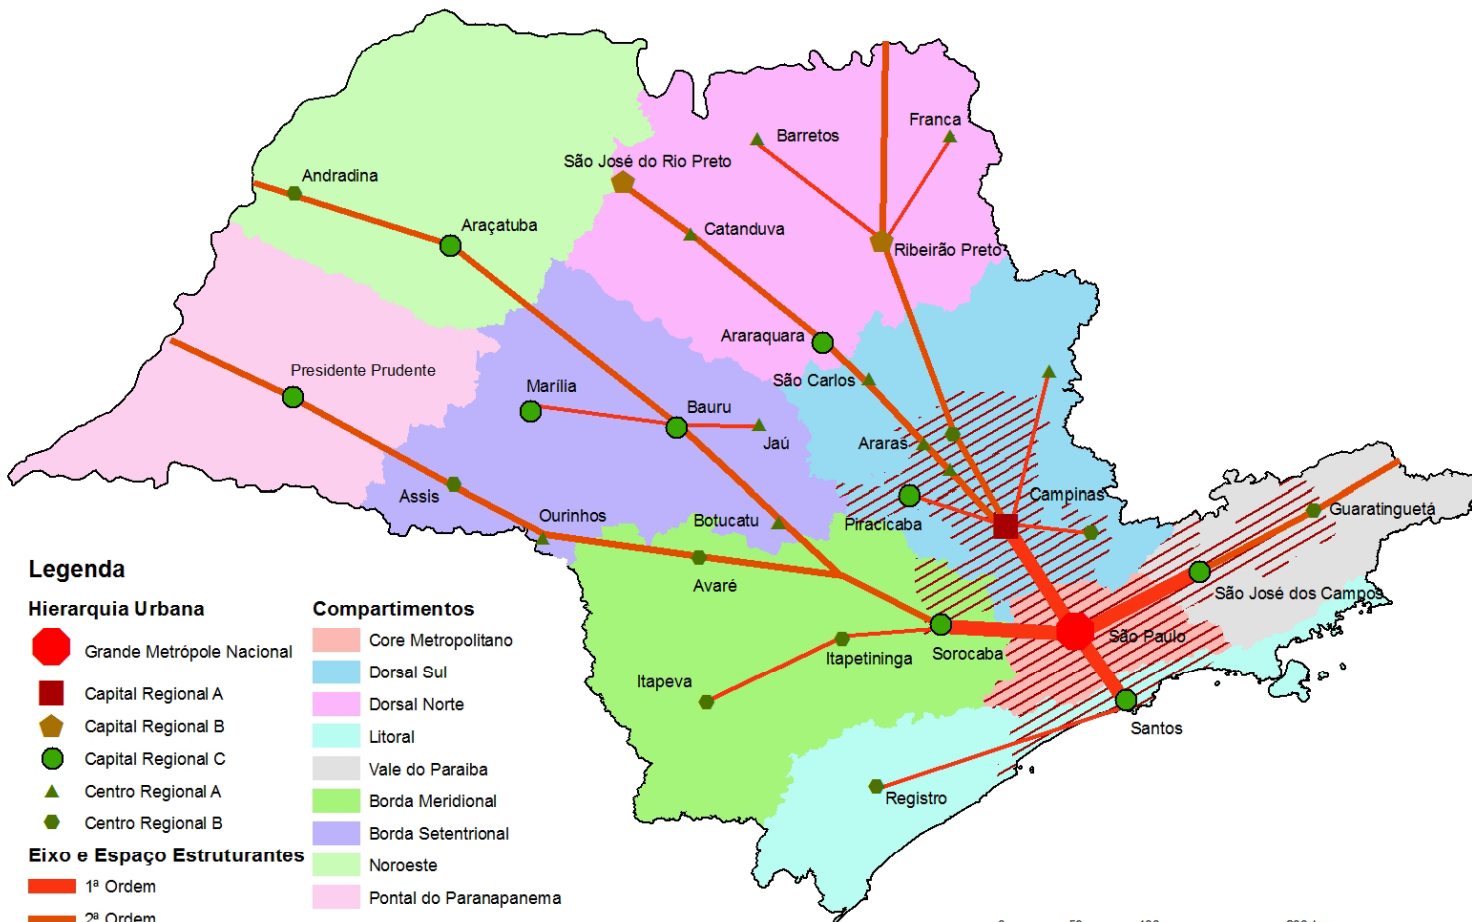 Franca
Barretos
São José do Rio Preto
Andradina
Araçatuba
Catanduva
Ribeirão Preto
Araraquara
Presidente Prudente
São Carlos
Marília
Bauru
Jaú
Araras
Assis
Campinas
Ourinhos
Botucatu
Piracicaba
Guaratinguetá
Avaré
São José dos Campos
São Paulo
Itapetininga
Sorocaba
Itapeva
Santos
Registro
Legenda
Hierarquia Urbana
Grande Metrópole Nacional
Capital Regional A
Capital Regional B
Capital Regional C
Centro Regional A
Centro Regional B
Eixo e Espaço Estruturantes
1ª Ordem
2ª Ordem
Compartimentos
Core Metropolitano
Dorsal Sul
Dorsal Norte
Litoral
Vale do Paraiba
Borda Meridional
Borda Setentrional
Noroeste
Pontal do Paranapanema